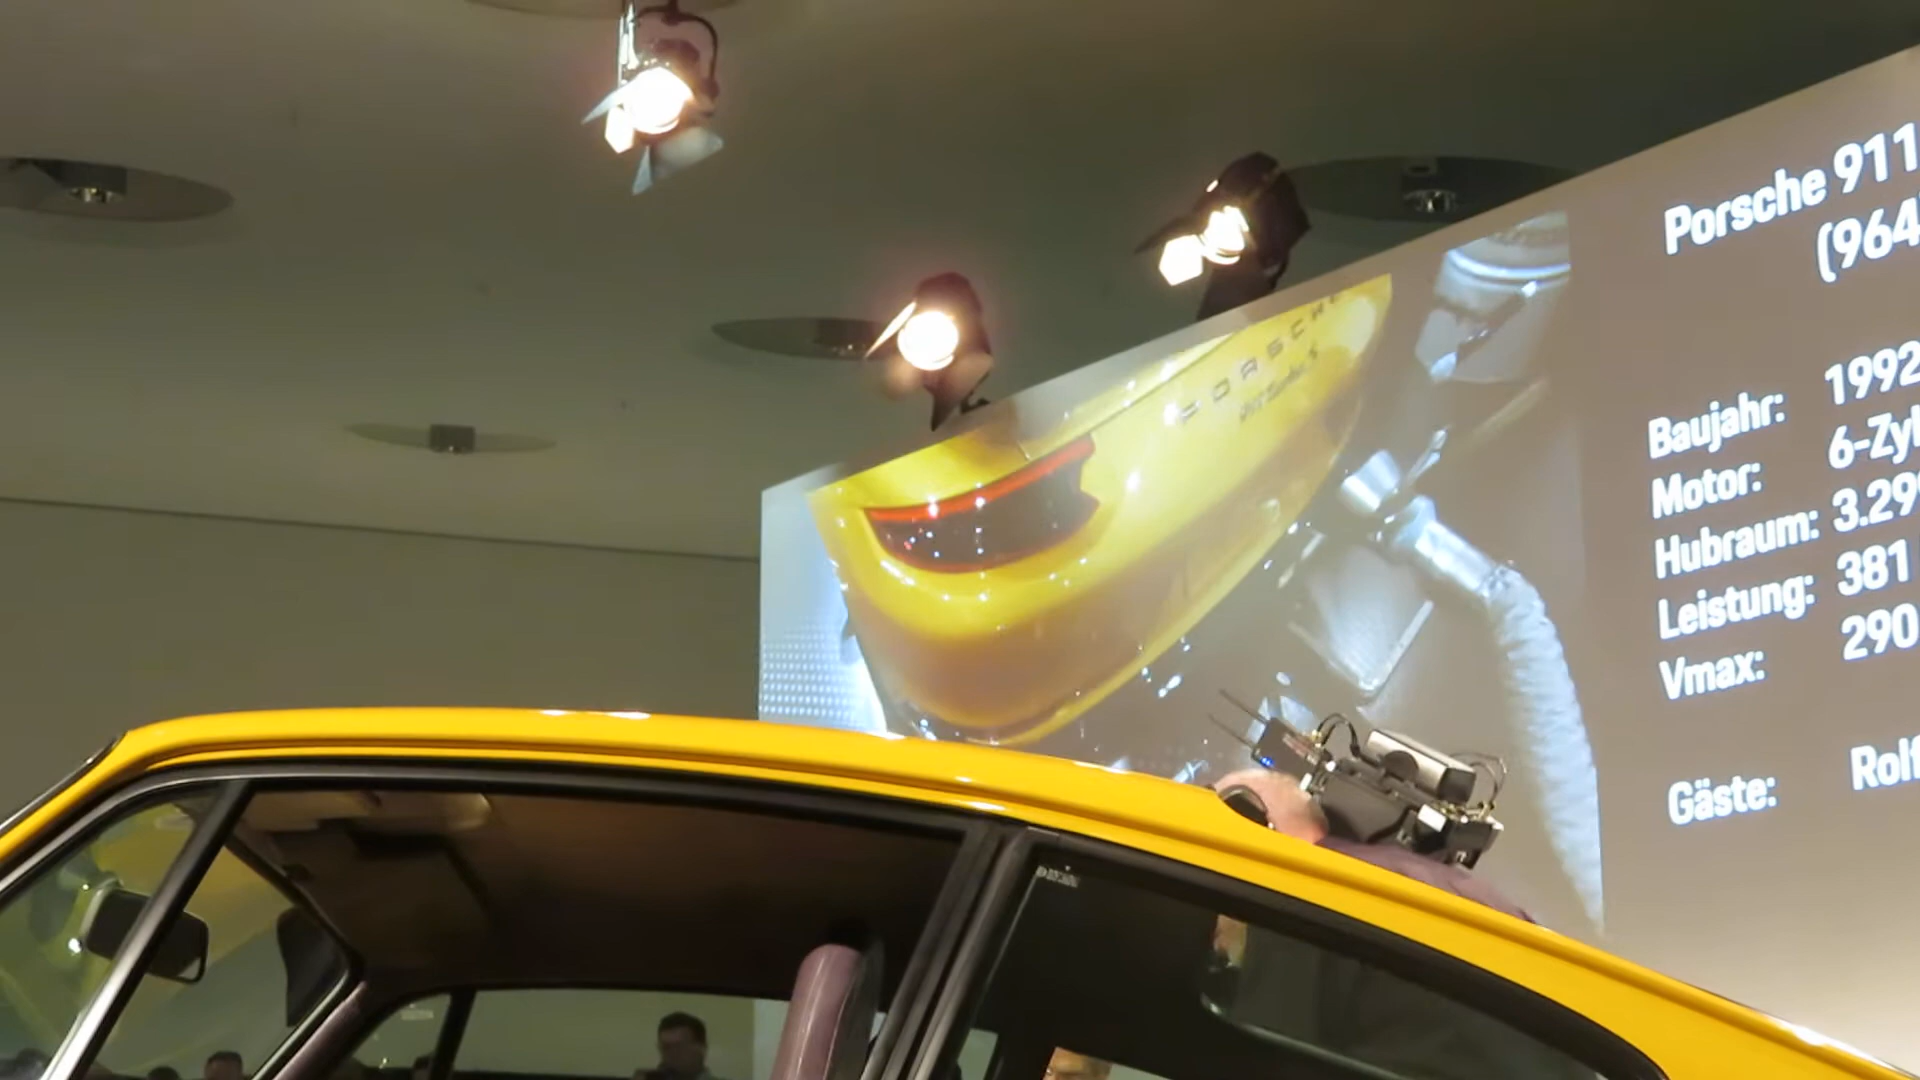 Porsche 911
(964
Baujahr: 1992
Motor: 6-Zyl
Hubraum: 3.29
Leistung: 381
Vmax: 290
Gäste: Rolf
PORSCHE